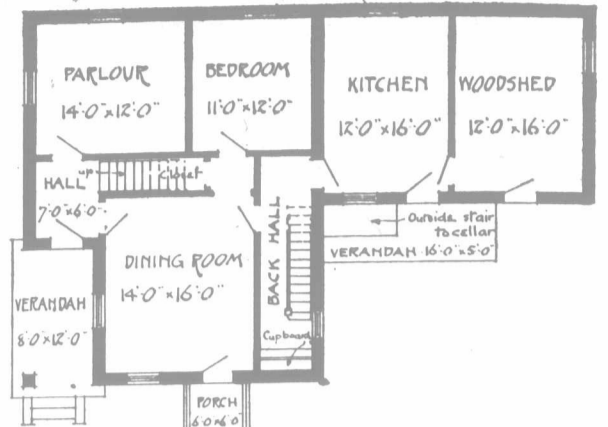 PARLOUR
14'·0"x12'·0"
BEDROOM
11'·0"x12'·0"
KITCHEN
12'·0"x16'·0"
WOODSHED
12'·0"x16'·0"
HALL
7'·0"x6'·0"
"UP"
Closet
DINING ROOM
14'·0"x16'·0"
BACK HALL
Cupboard
Outside stair
to cellar
VERANDAH 16'·0"x5'·0"
VERANDAH
8'·0"x12'·0"
PORCH
6'·0"x6'·0"